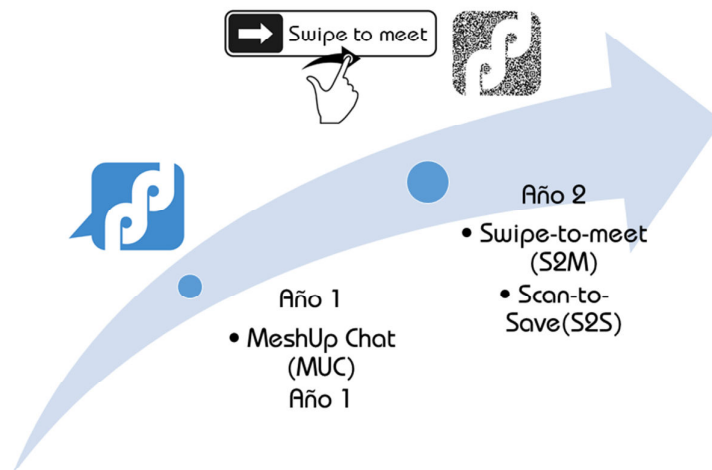 Swipe to meet
Año 1
• MeshUp Chat
(MUC)
Año 1
Año 2
• Swipe-to-meet
(S2M)
• Scan-to-
Save(S2S)